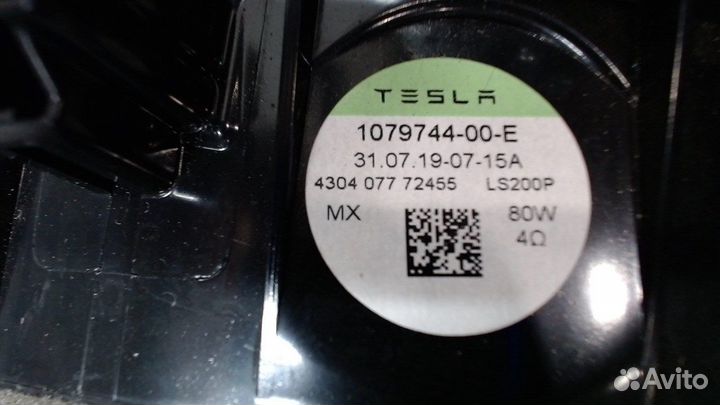 TESLA
1079744-00-E
31.07.19-07-15A
4304 077 72455 LS200P
MX 80W
4Ω
Avito